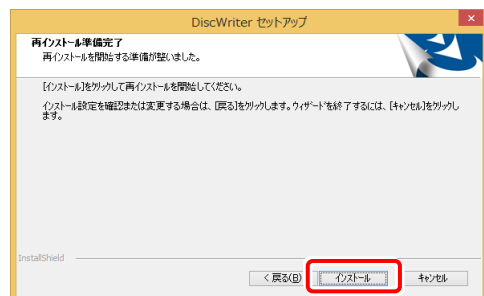 DiscWriter セットアップ
再インストール準備完了
再インストールを開始する準備が整いました。
[インストール]をクリックして再インストールを開始してください。
インストール設定を確認または変更する場合は、[戻る]をクリックします。ウィザードを終了するには、[キャンセル]をクリックし
ます。
InstallShield
< 戻る(B) インストール キャンセル